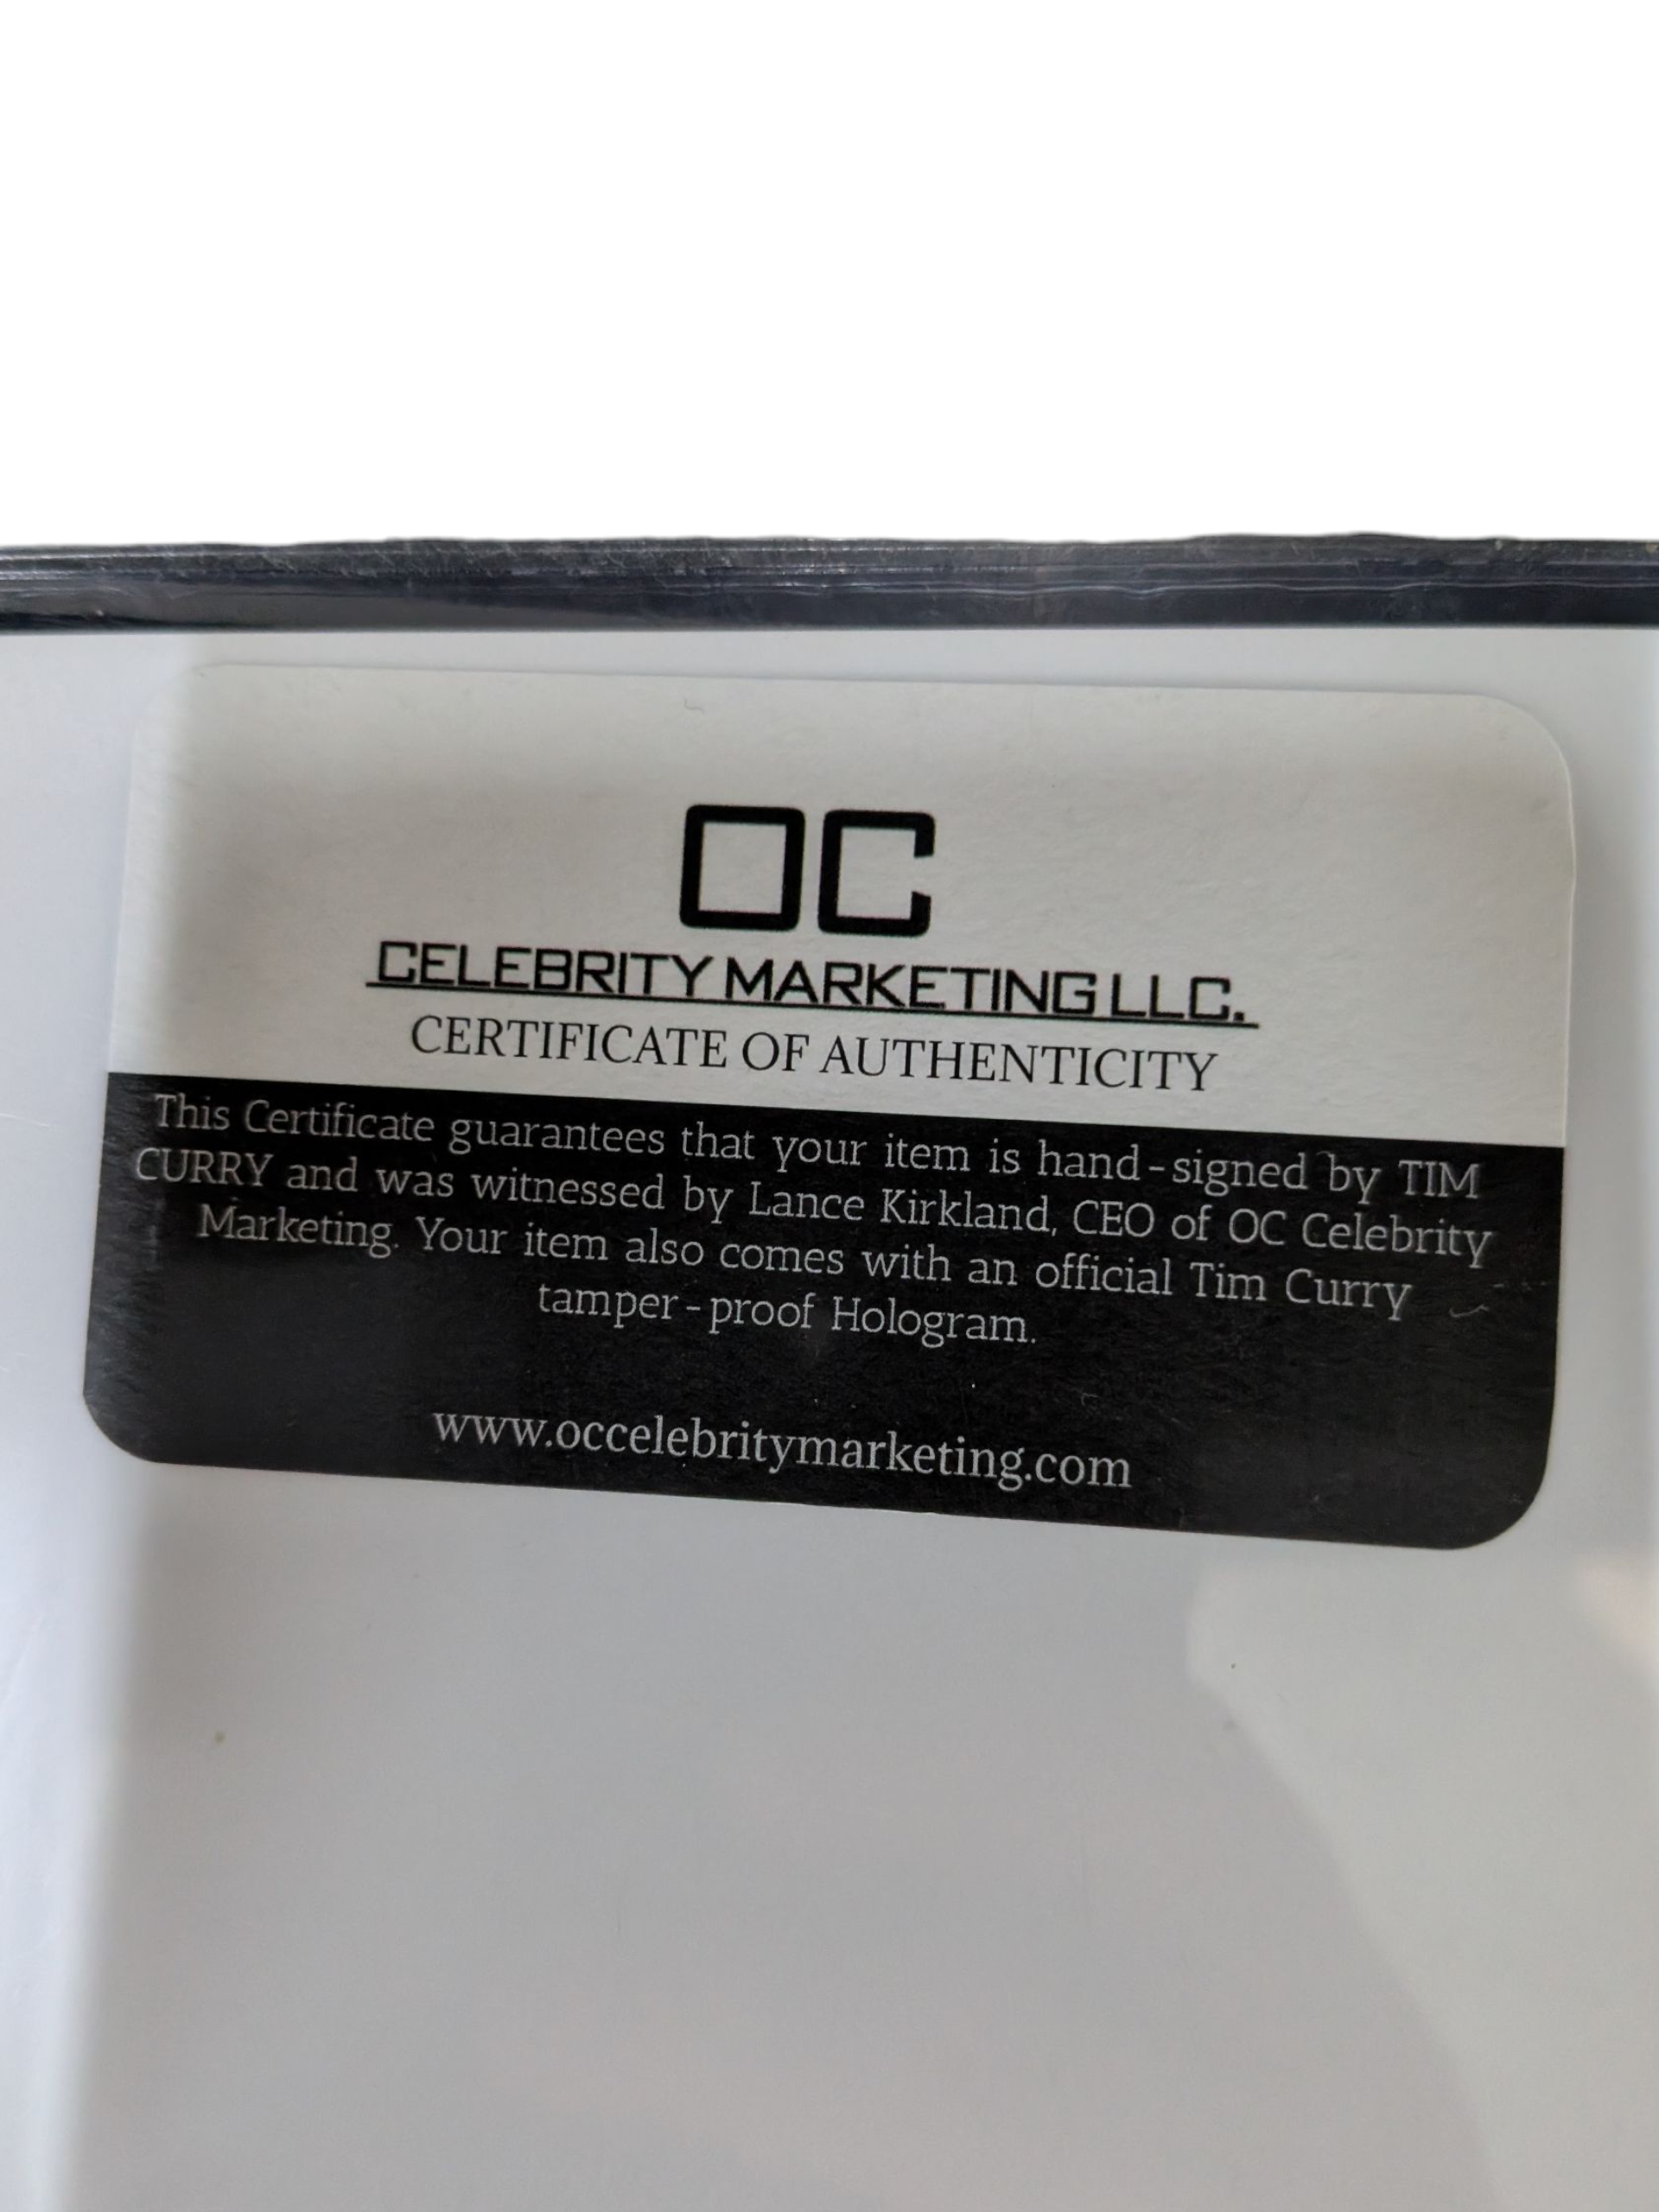 OC
CELEBRITY MARKETING LLC.
CERTIFICATE OF AUTHENTICITY
This Certificate guarantees that your item is hand-signed by TIM
CURRY and was witnessed by Lance Kirkland, CEO of OC Celebrity
Marketing. Your item also comes with an official Tim Curry
tamper-proof Hologram.
www.occelebritymarketing.com